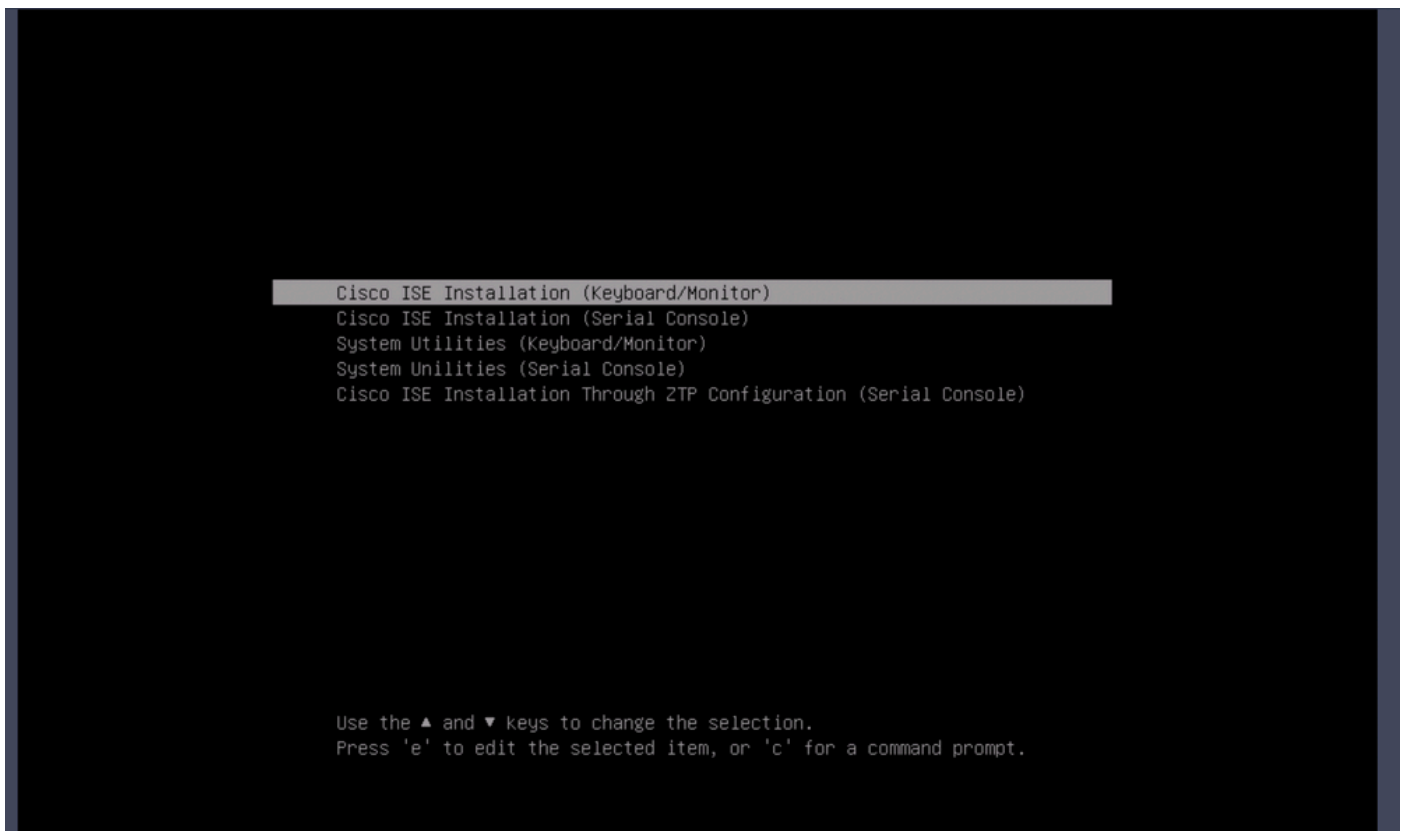 Cisco ISE Installation (Keyboard/Monitor)
Cisco ISE Installation (Serial Console)
System Utilities (Keyboard/Monitor)
System Unilities (Serial Console)
Cisco ISE Installation Through ZTP Configuration (Serial Console)
Use the ▲ and ▼ keys to change the selection.
Press 'e' to edit the selected item, or 'c' for a command prompt.